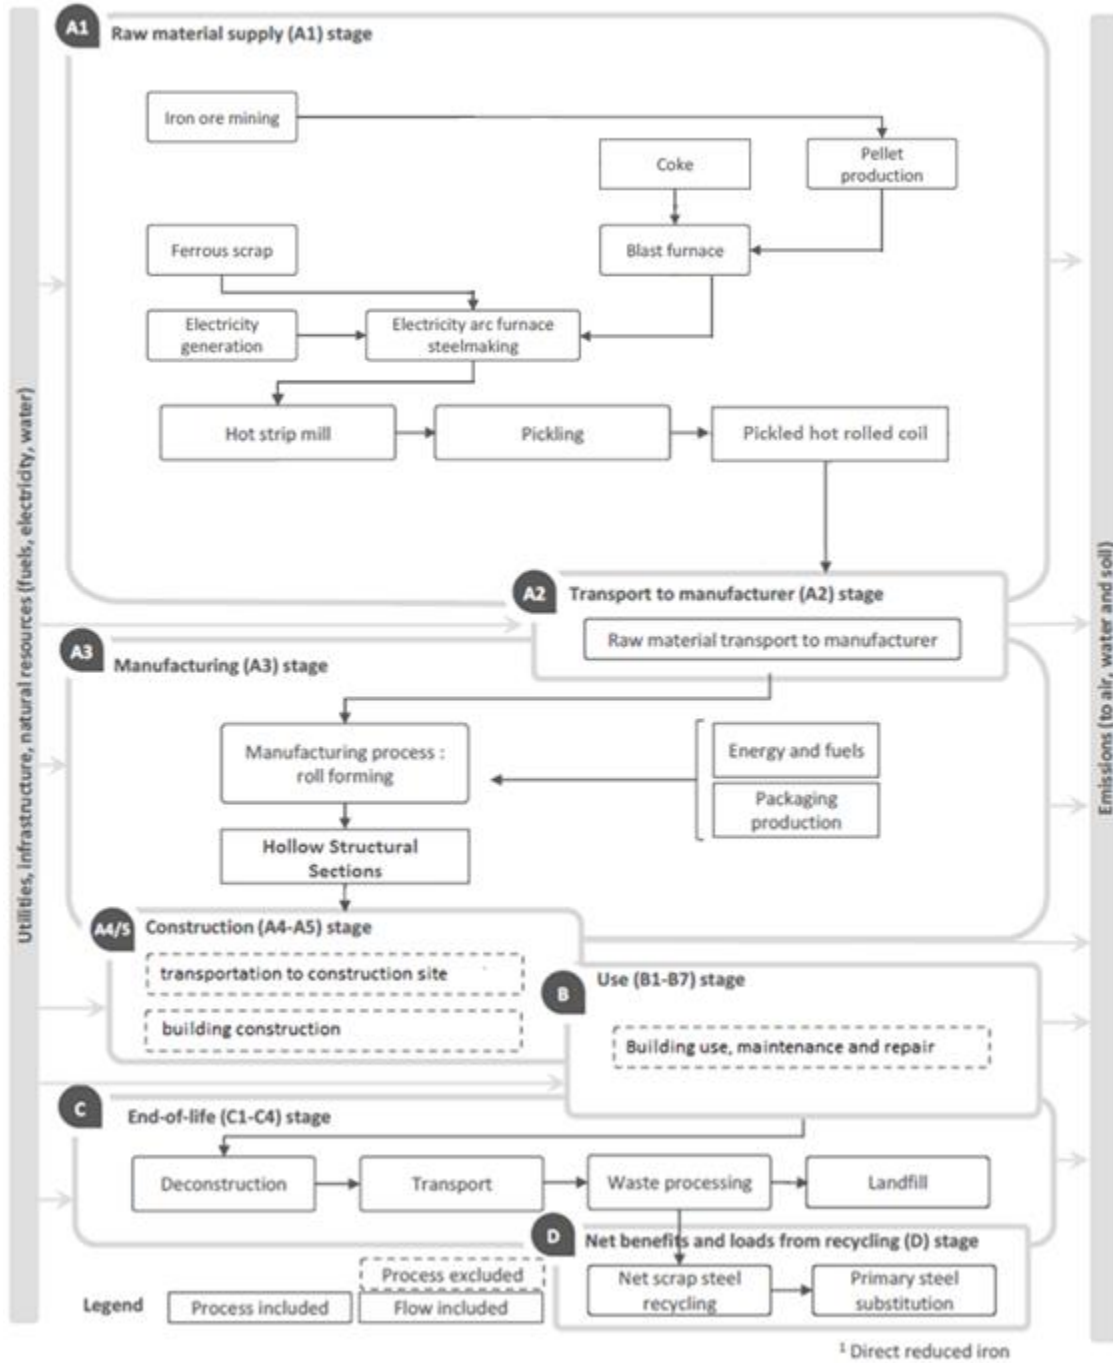 A1
Raw material supply (A1) stage
Iron ore mining
Coke
Pellet
production
Ferrous scrap
Blast furnace
Electricity
generation
Electricity arc furnace
steelmaking
Hot strip mill
Pickling
Pickled hot rolled coil
A2
Transport to manufacturer (A2) stage
Raw material transport to manufacturer
A3
Manufacturing (A3) stage
Manufacturing process :
roll forming
Energy and fuels
Packaging
production
Hollow Structural
Sections
A4/5
Construction (A4-A5) stage
transportation to construction site
building construction
B
Use (B1-B7) stage
Building use, maintenance and repair
C
End-of-life (C1-C4) stage
Deconstruction
Transport
Waste processing
Landfill
D
Net benefits and loads from recycling (D) stage
Net scrap steel
recycling
Primary steel
substitution
Legend
Process excluded
Process included
Flow included
¹ Direct reduced iron
Utilities, infrastructure, natural resources (fuels, electricity, water)
Emissions (to air, water and soil)